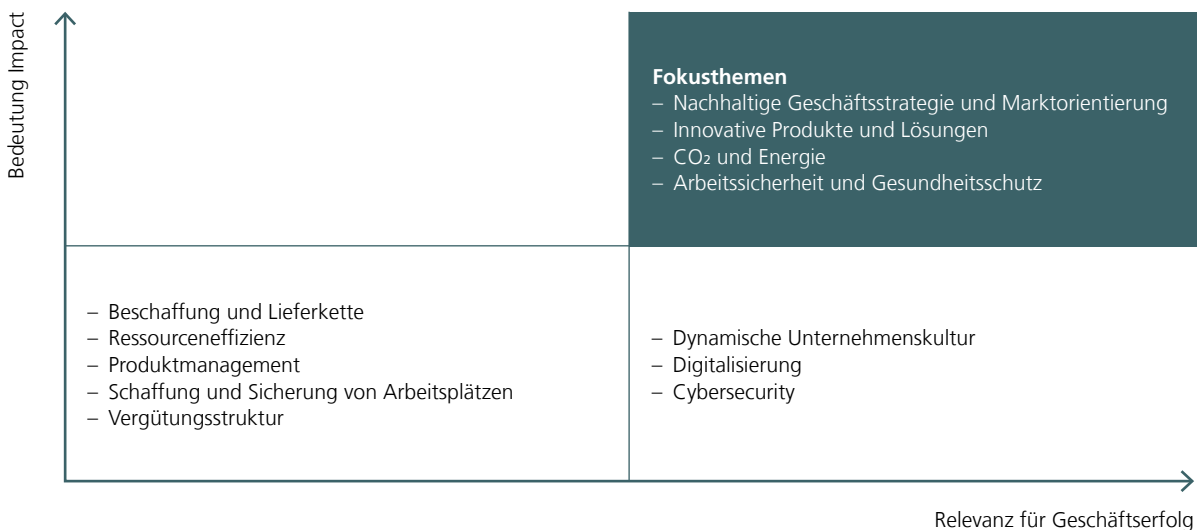 Bedeutung Impact
Fokusthemen
– Nachhaltige Geschäftsstrategie und Marktorientierung
– Innovative Produkte und Lösungen
– CO₂ und Energie
– Arbeitssicherheit und Gesundheitsschutz
– Beschaffung und Lieferkette
– Ressourceneffizienz
– Produktmanagement
– Schaffung und Sicherung von Arbeitsplätzen
– Vergütungsstruktur
– Dynamische Unternehmenskultur
– Digitalisierung
– Cybersecurity
Relevanz für Geschäftserfolg